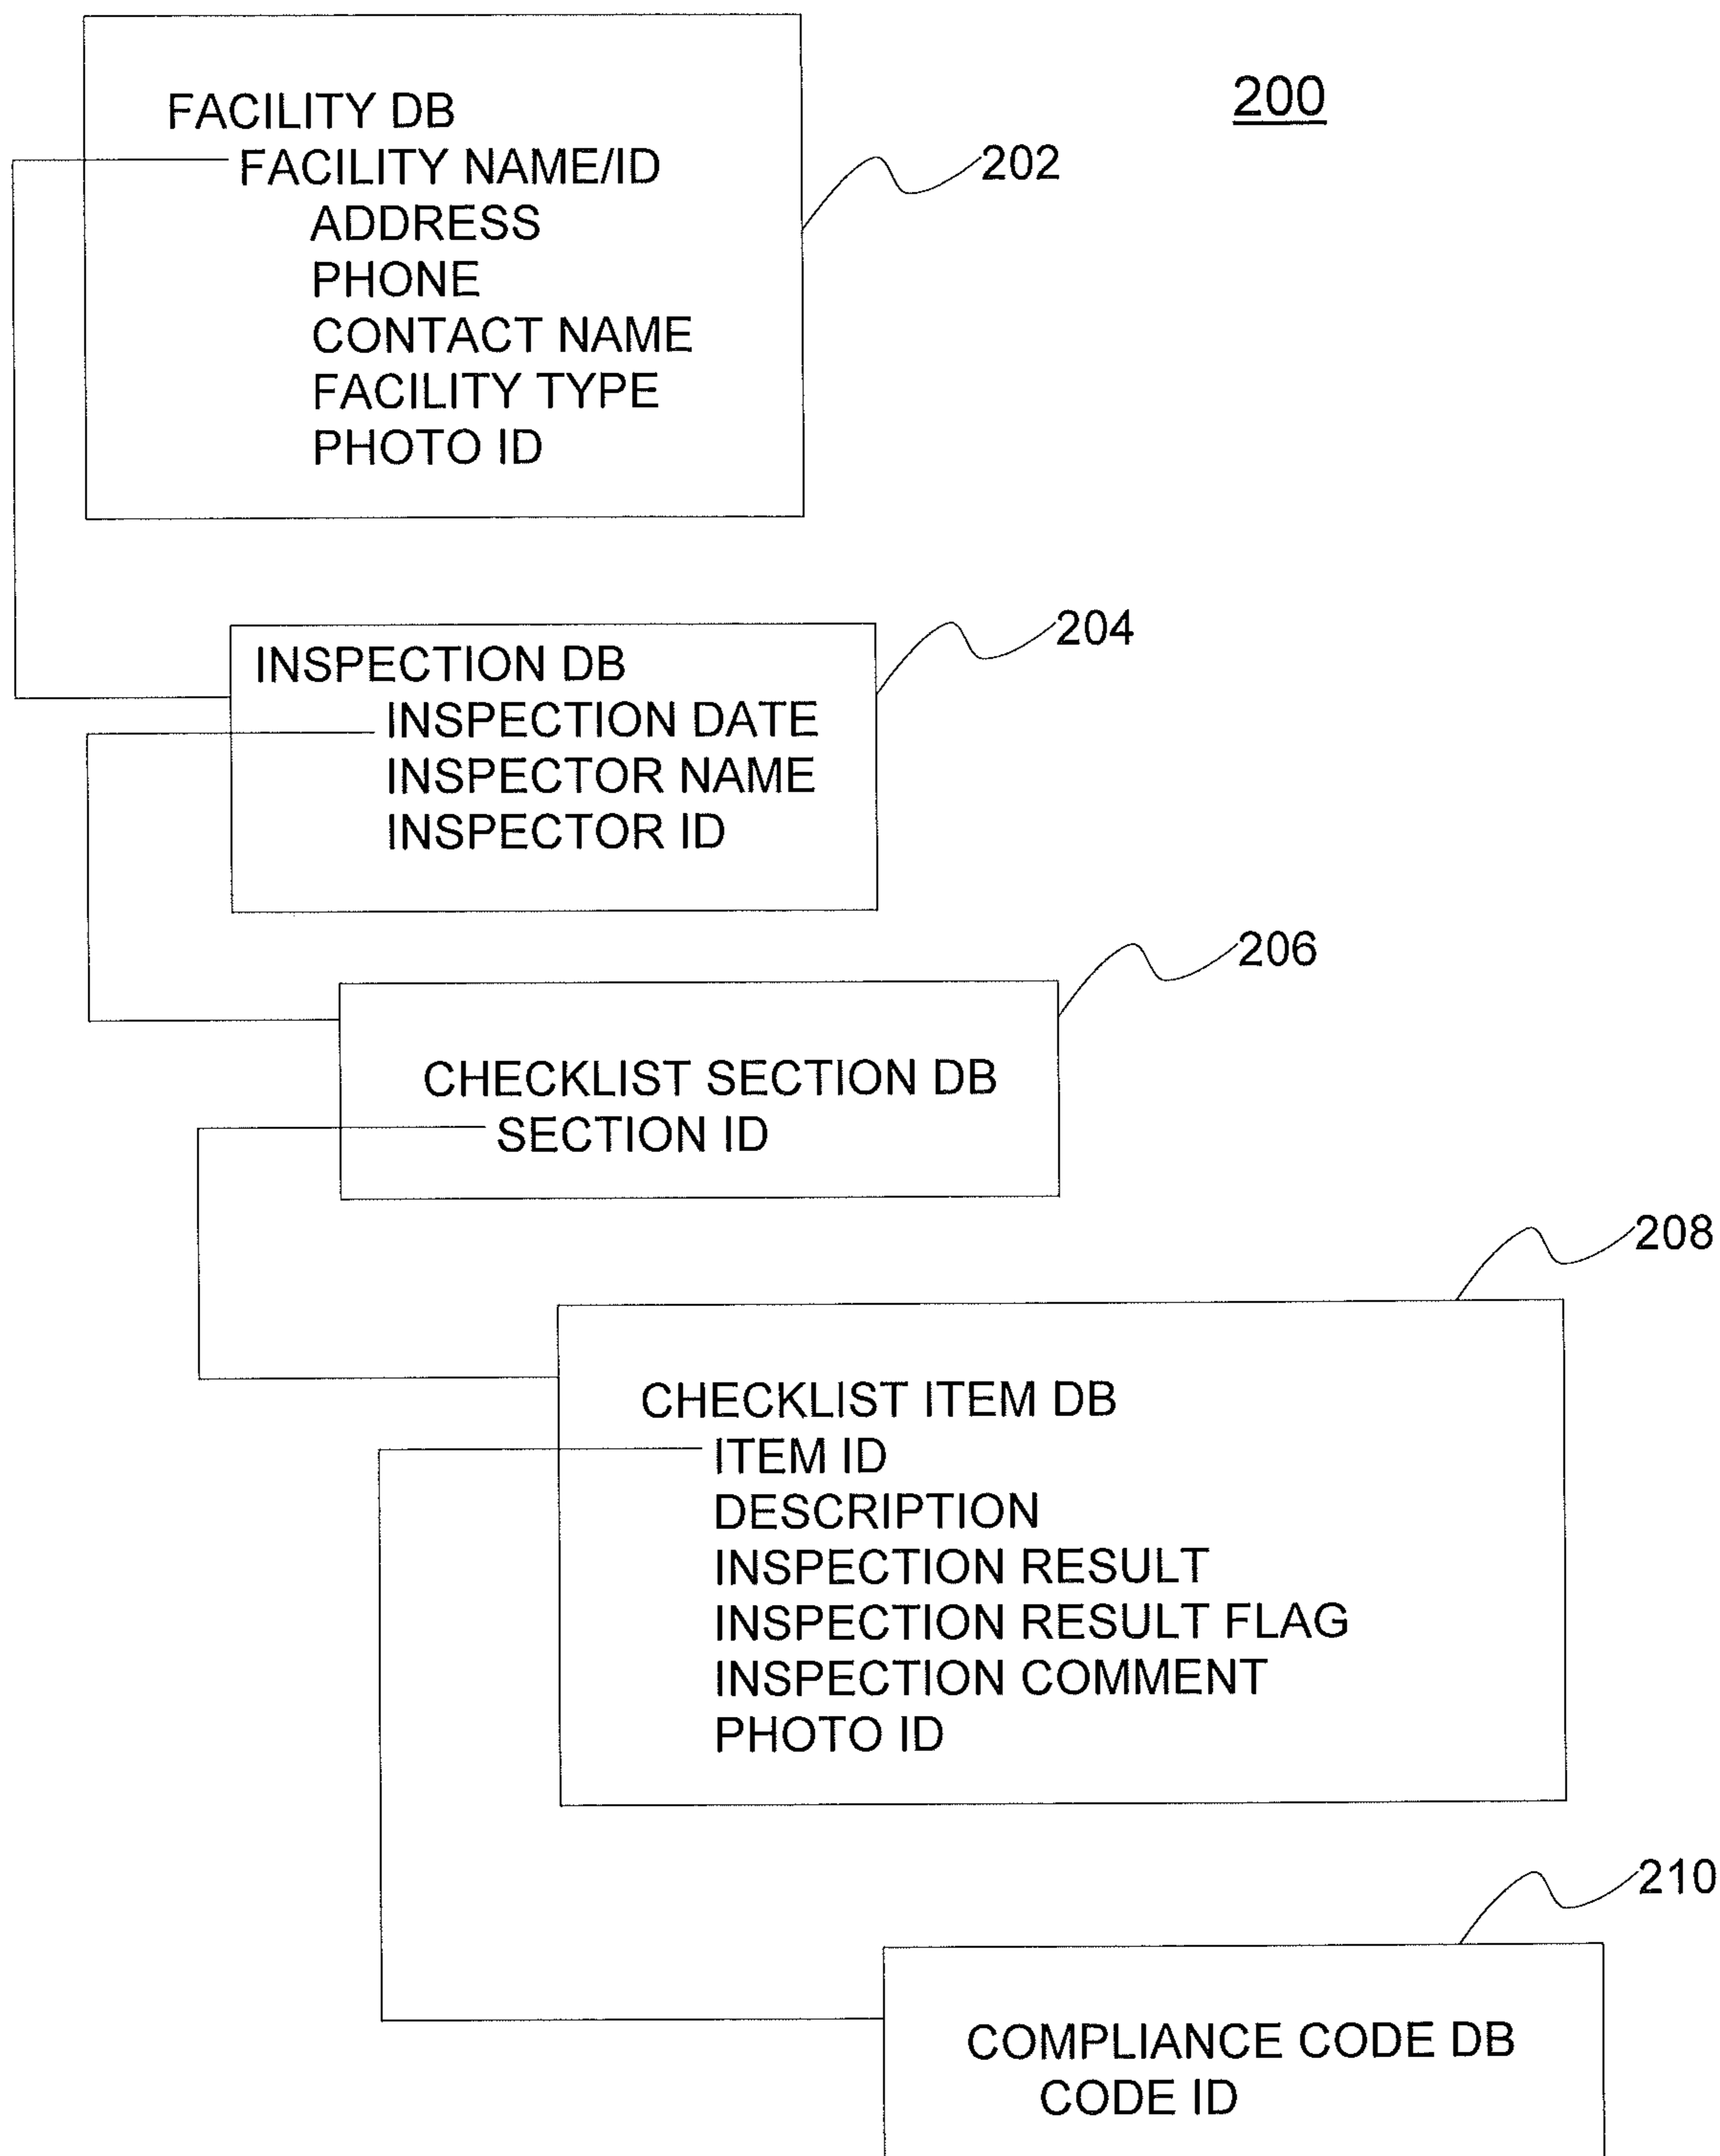 200
FACILITY DB
FACILITY NAME/ID
202
ADDRESS
PHONE
CONTACT NAME
FACILITY TYPE
PHOTO ID
204
INSPECTION DB
INSPECTION DATE
INSPECTOR NAME
INSPECTOR ID
206
CHECKLIST SECTION DB
SECTION ID
208
CHECKLIST ITEM DB
ITEM ID
DESCRIPTION
INSPECTION RESULT
INSPECTION RESULT FLAG
INSPECTION COMMENT
PHOTO ID
210
COMPLIANCE CODE DB
CODE ID